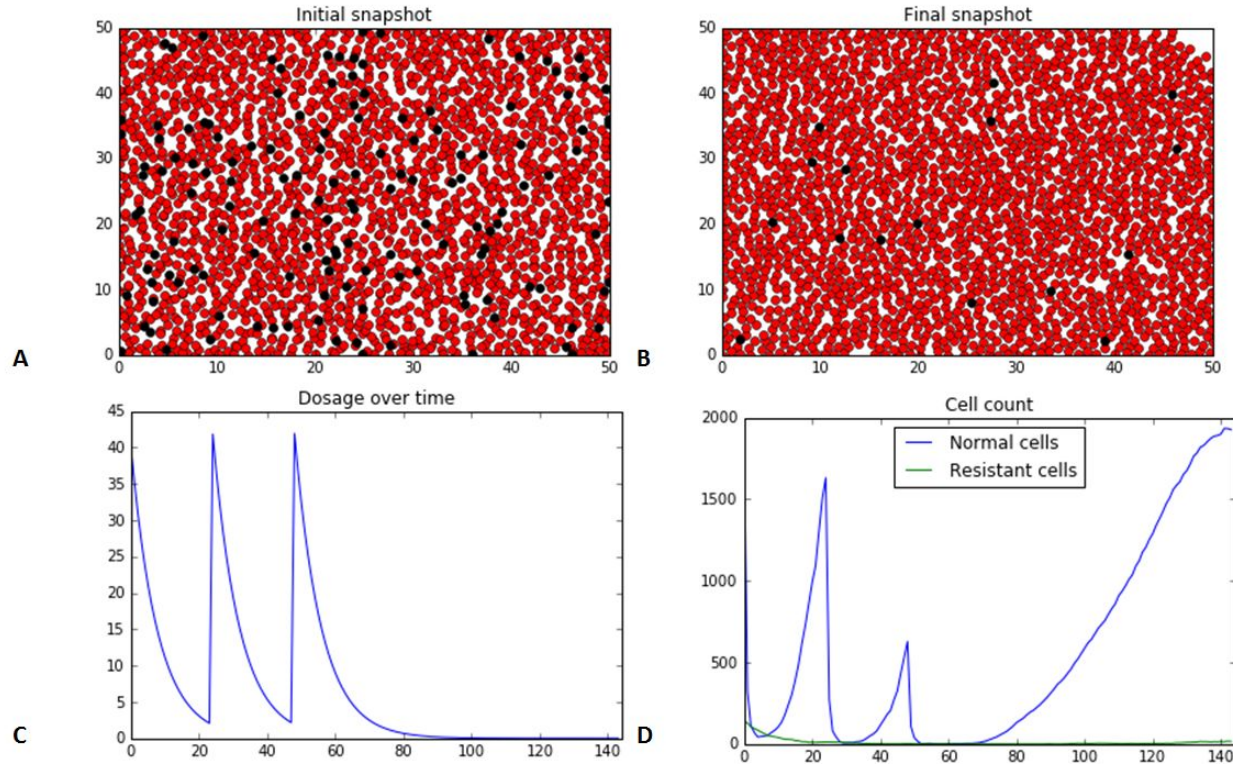 Initial snapshot
50
40
30
20
10
0
0 10 20 30 40 50
A
Final snapshot
50
40
30
20
10
0
0 10 20 30 40 50
B
Dosage over time
45
40
35
30
25
20
15
10
5
0
0 20 40 60 80 100 120 140
C
Cell count
2000
1500
1000
500
0
0 20 40 60 80 100 120 140
Normal cells
Resistant cells
D